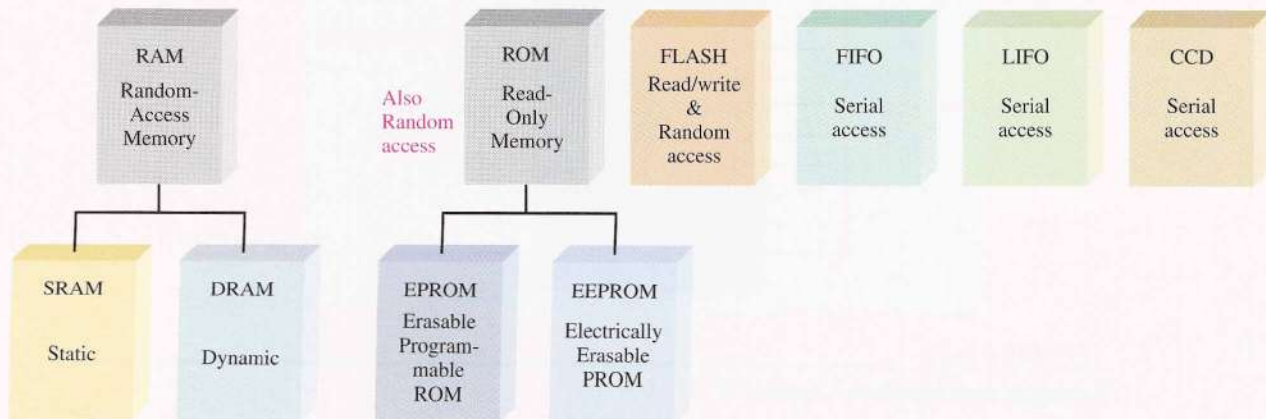 RAM
Random-
Access
Memory
Also
Random
access
ROM
Read-
Only
Memory
FLASH
Read/write
&
Random
access
FIFO
Serial
access
LIFO
Serial
access
CCD
Serial
access
SRAM
Static
DRAM
Dynamic
EPROM
Erasable
Program-
mable
ROM
EEPROM
Electrically
Erasable
PROM